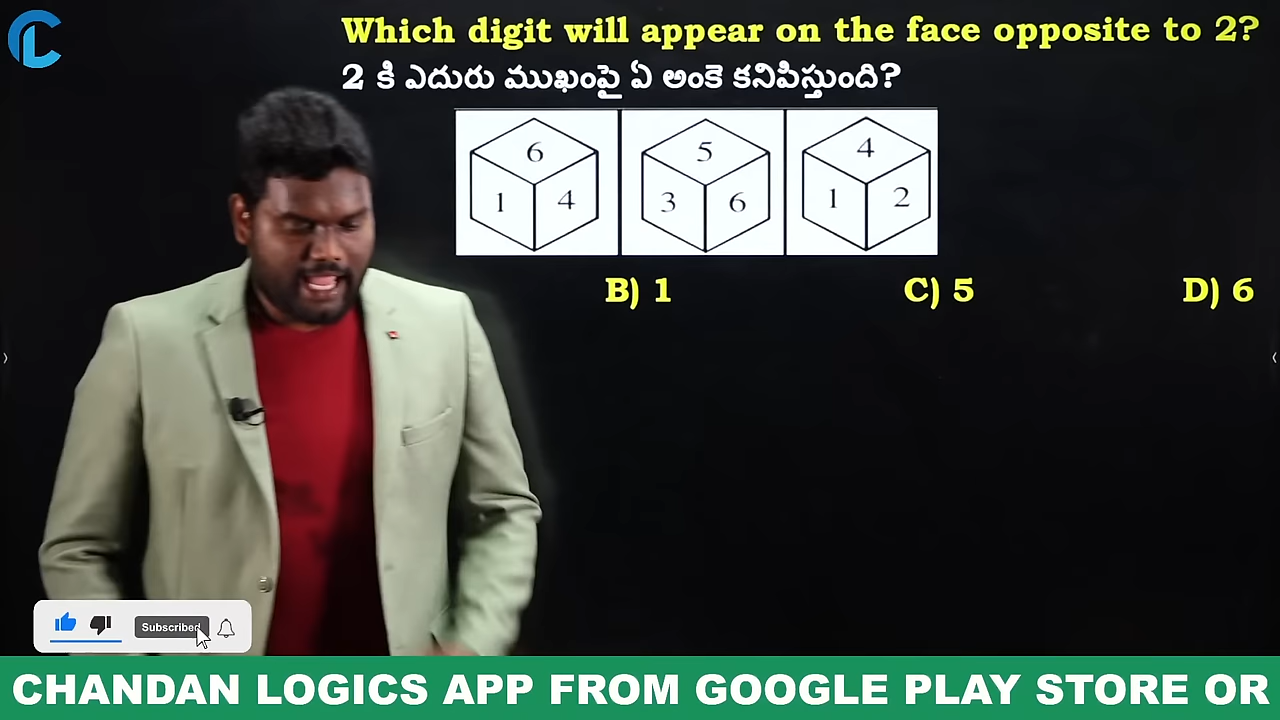 Which digit will appear on the face opposite to 2?
2 కి ఎదురు ముఖంపై ఏ అంకె కనిపిస్తుంది?
6 1 4
5 3 6
4 1 2
B) 1 C) 5 D) 6
Subscribed
CHANDAN LOGICS APP FROM GOOGLE PLAY STORE OR